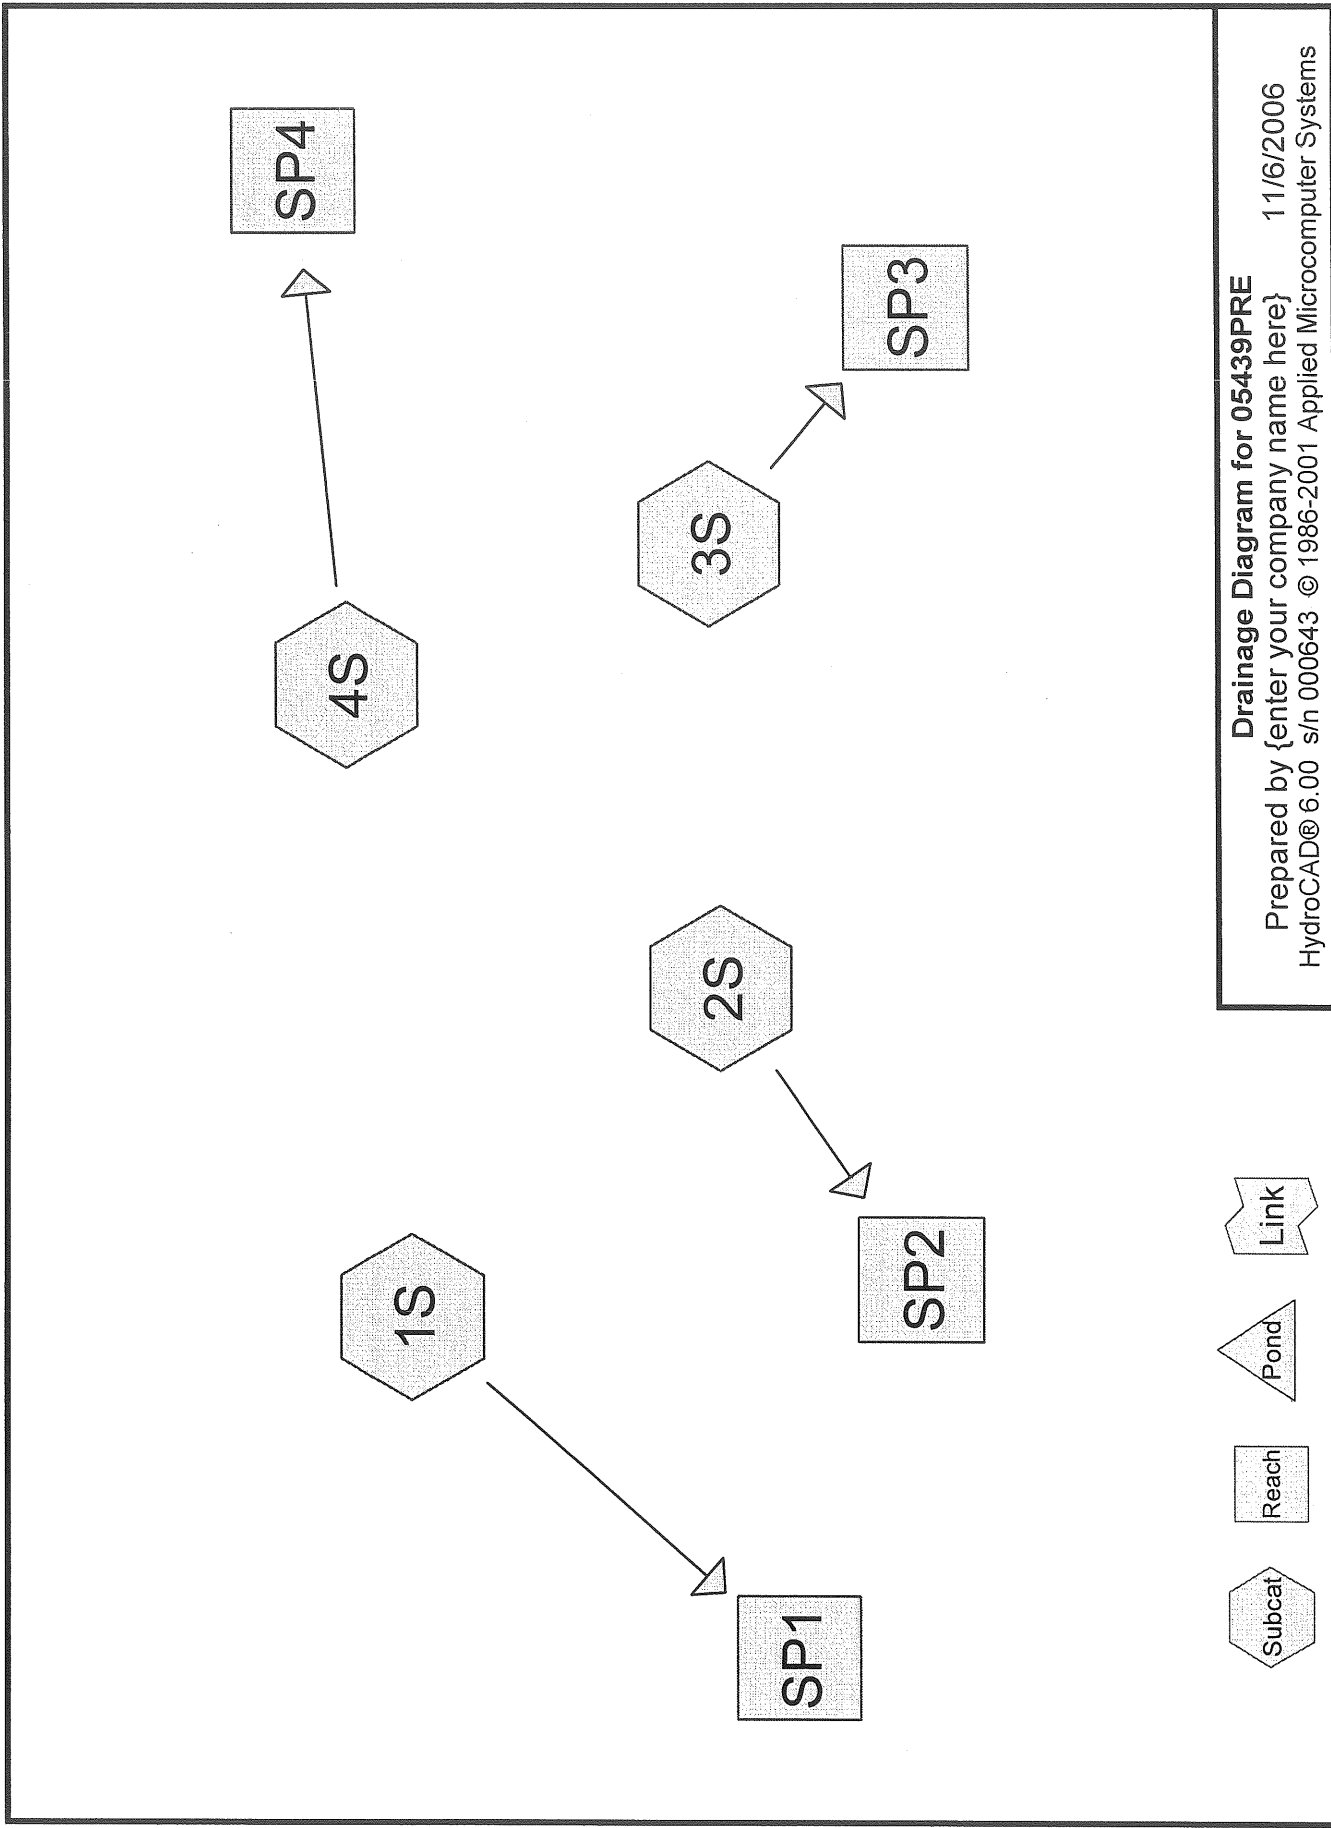 1S
4S
2S
3S
SP4
SP1
SP2
SP3
Subcat
Reach
Pond
Link
Drainage Diagram for 05439PRE
Prepared by {enter your company name here} 11/6/2006
HydroCAD® 6.00 s/n 000643 © 1986-2001 Applied Microcomputer Systems